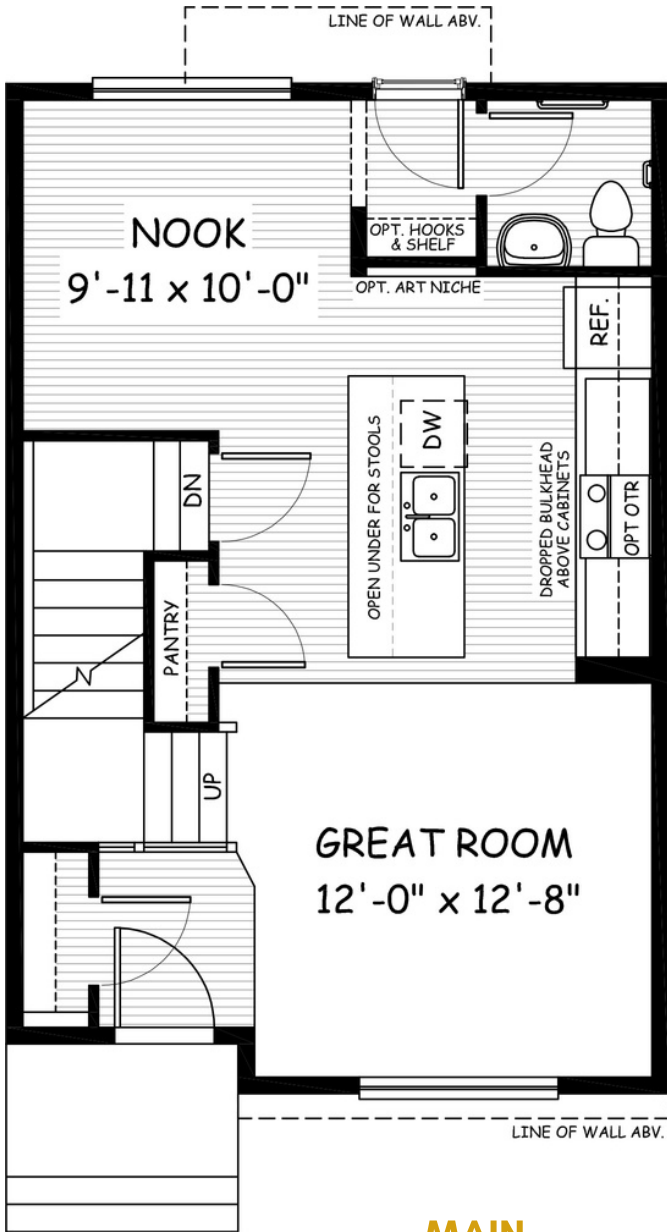 LINE OF WALL ABV.
NOOK
9'-11 x 10'-0"
OPT. HOOKS
& SHELF
OPT. ART NICHE
REF.
DW
OPEN UNDER FOR STOOLS
DROPPED BULKHEAD
ABOVE CABINETS
OPT OTR
DN
PANTRY
UP
GREAT ROOM
12'-0" x 12'-8"
LINE OF WALL ABV.
MAIN